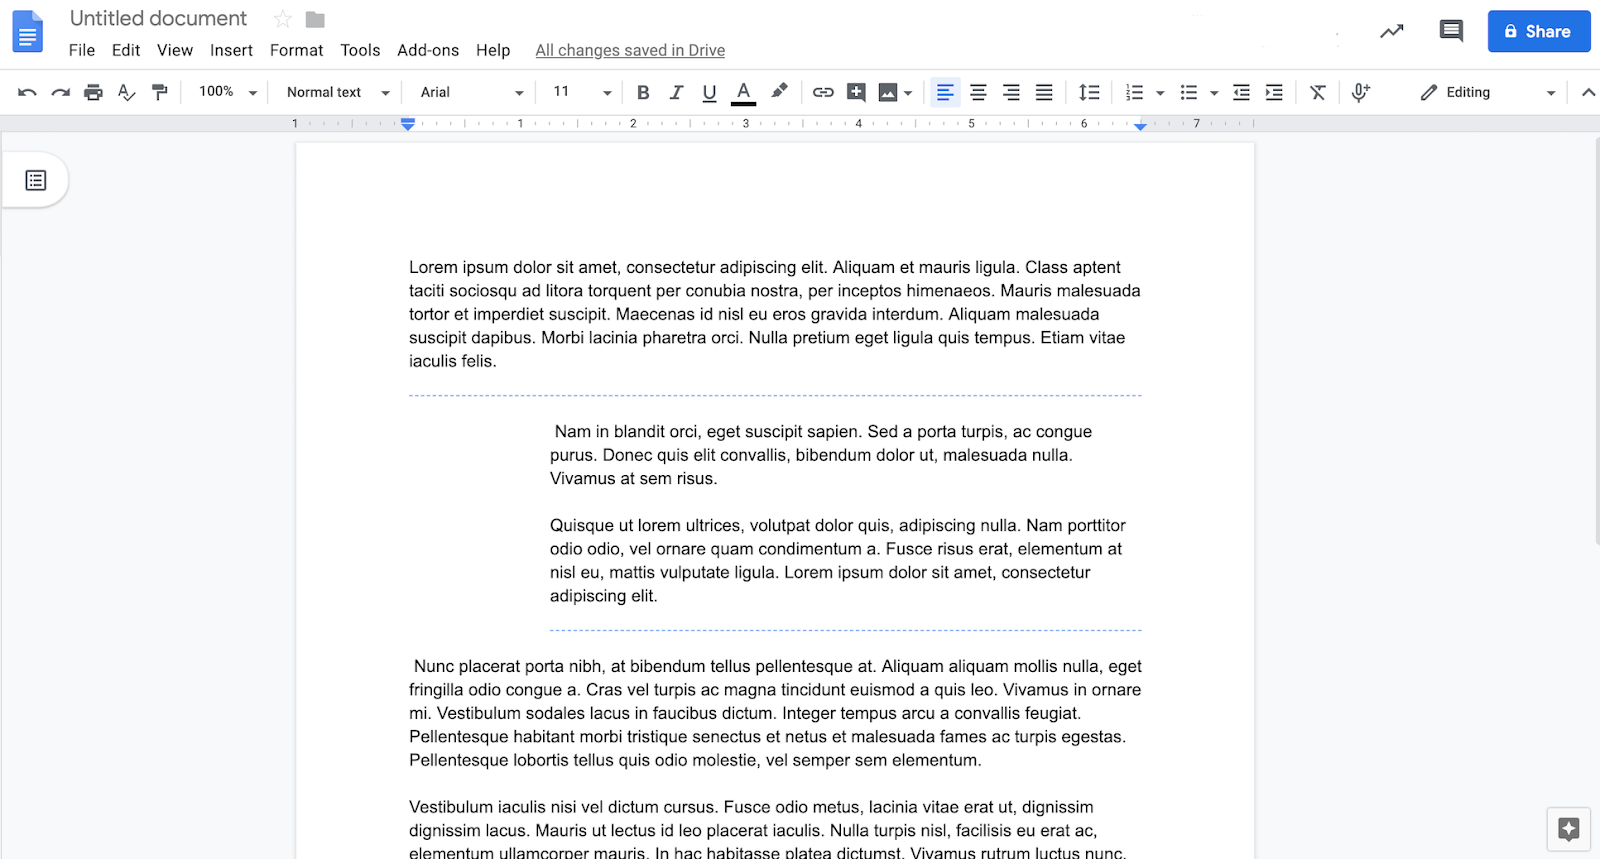 Untitled document
File Edit View Insert Format Tools Add-ons Help All changes saved in Drive
Share
100% Normal text Arial 11 B I U A Editing
1 1 2 3 4 5 6 7
Lorem ipsum dolor sit amet, consectetur adipiscing elit. Aliquam et mauris ligula. Class aptent
taciti sociosqu ad litora torquent per conubia nostra, per inceptos himenaeos. Mauris malesuada
tortor et imperdiet suscipit. Maecenas id nisl eu eros gravida interdum. Aliquam malesuada
suscipit dapibus. Morbi lacinia pharetra orci. Nulla pretium eget ligula quis tempus. Etiam vitae
iaculis felis.
Nam in blandit orci, eget suscipit sapien. Sed a porta turpis, ac congue
purus. Donec quis elit convallis, bibendum dolor ut, malesuada nulla.
Vivamus at sem risus.
Quisque ut lorem ultrices, volutpat dolor quis, adipiscing nulla. Nam porttitor
odio odio, vel ornare quam condimentum a. Fusce risus erat, elementum at
nisl eu, mattis vulputate ligula. Lorem ipsum dolor sit amet, consectetur
adipiscing elit.
Nunc placerat porta nibh, at bibendum tellus pellentesque at. Aliquam aliquam mollis nulla, eget
fringilla odio congue a. Cras vel turpis ac magna tincidunt euismod a quis leo. Vivamus in ornare
mi. Vestibulum sodales lacus in faucibus dictum. Integer tempus arcu a convallis feugiat.
Pellentesque habitant morbi tristique senectus et netus et malesuada fames ac turpis egestas.
Pellentesque lobortis tellus quis odio molestie, vel semper sem elementum.
Vestibulum iaculis nisi vel dictum cursus. Fusce odio metus, lacinia vitae erat ut, dignissim
dignissim lacus. Mauris ut lectus id leo placerat iaculis. Nulla turpis nisl, facilisis eu erat ac,
elementum ullamcorper mauris. In hac habitasse platea dictumst. Vivamus rutrum luctus nunc,